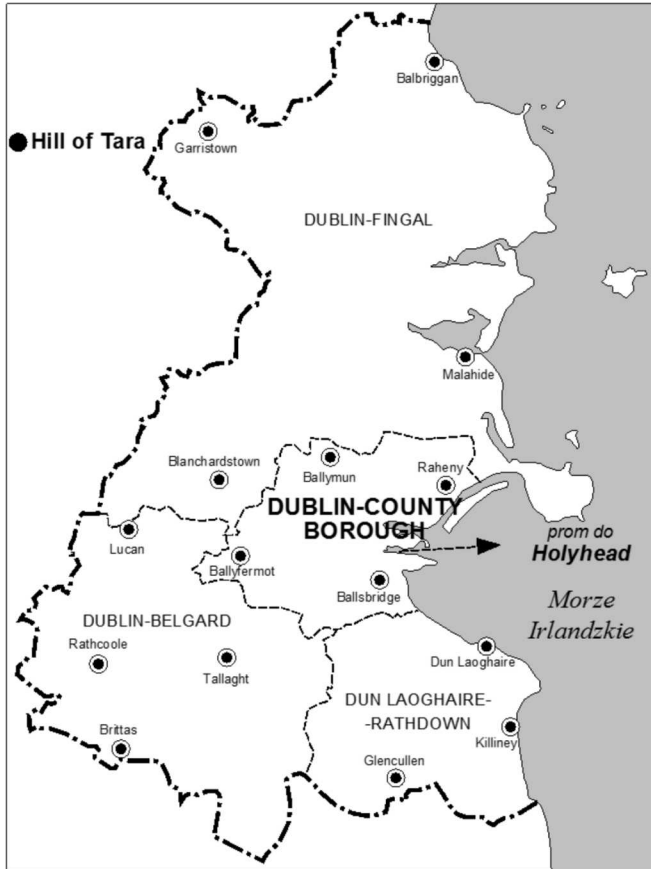 Balbriggan
Hill of Tara
Garristown
DUBLIN-FINGAL
Malahide
Blanchardstown
Ballymun
Raheny
DUBLIN-COUNTY
BOROUGH
Lucan
prom do
Holyhead
Ballyfermot
Ballsbridge
Morze
Irlandzkie
DUBLIN-BELGARD
Rathcoole
Tallaght
Dun Laoghaire
DUN LAOGHAIRE-
-RATHDOWN
Brittas
Killiney
Glencullen